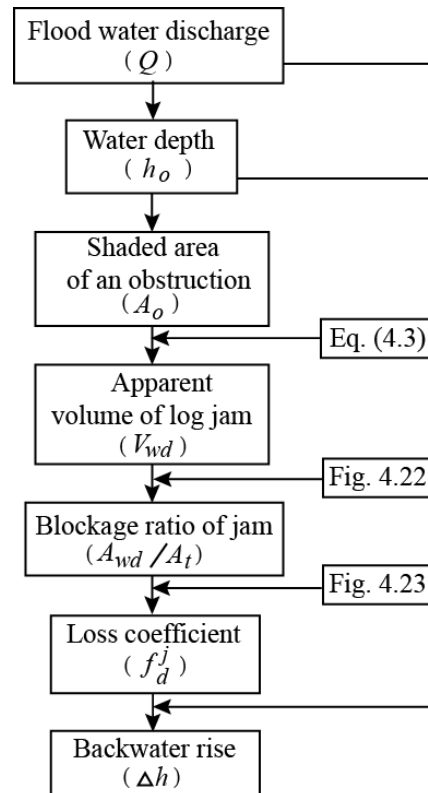 Flood water discharge
( Q )
Water depth
( h_o )
Shaded area
of an obstruction
( A_o )
Eq. (4.3)
Apparent
volume of log jam
( V_wd )
Fig. 4.22
Blockage ratio of jam
( A_wd / A_t )
Fig. 4.23
Loss coefficient
( f_d^j )
Backwater rise
( △h )